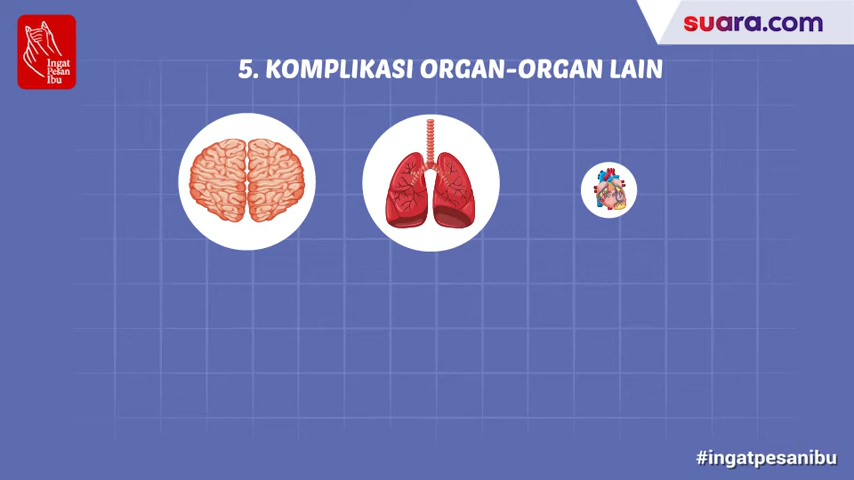 Ingat
Pesan
Ibu
suara.com
5. KOMPLIKASI ORGAN-ORGAN LAIN
#ingatpesanibu